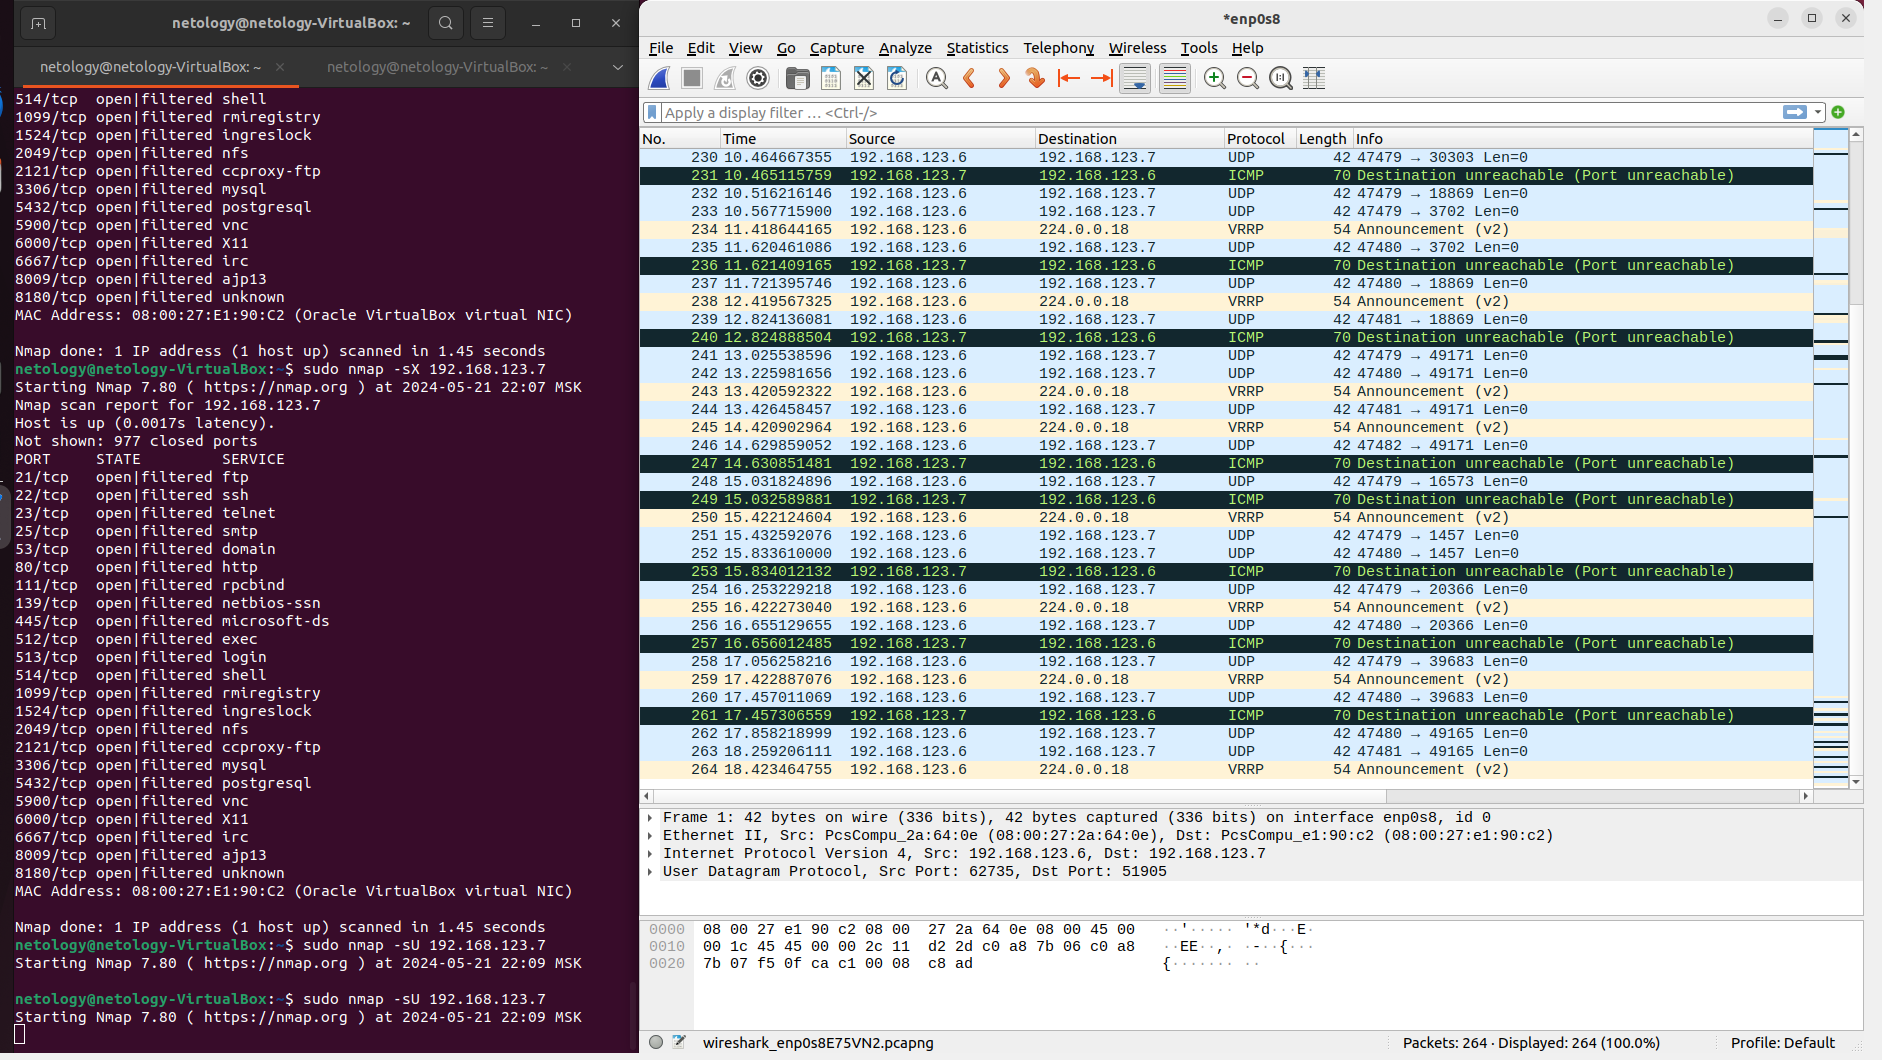 netology@netology-VirtualBox: ~
netology@netology-VirtualBox: ~
netology@netology-VirtualBox: ~
514/tcp open|filtered shell
1099/tcp open|filtered rmiregistry
1524/tcp open|filtered ingreslock
2049/tcp open|filtered nfs
2121/tcp open|filtered ccproxy-ftp
3306/tcp open|filtered mysql
5432/tcp open|filtered postgresql
5900/tcp open|filtered vnc
6000/tcp open|filtered X11
6667/tcp open|filtered irc
8009/tcp open|filtered ajp13
8180/tcp open|filtered unknown
MAC Address: 08:00:27:E1:90:C2 (Oracle VirtualBox virtual NIC)
Nmap done: 1 IP address (1 host up) scanned in 1.45 seconds
netology@netology-VirtualBox:~$ sudo nmap -sX 192.168.123.7
Starting Nmap 7.80 ( https://nmap.org ) at 2024-05-21 22:07 MSK
Nmap scan report for 192.168.123.7
Host is up (0.0017s latency).
Not shown: 977 closed ports
PORT STATE SERVICE
21/tcp open|filtered ftp
22/tcp open|filtered ssh
23/tcp open|filtered telnet
25/tcp open|filtered smtp
53/tcp open|filtered domain
80/tcp open|filtered http
111/tcp open|filtered rpcbind
139/tcp open|filtered netbios-ssn
445/tcp open|filtered microsoft-ds
512/tcp open|filtered exec
513/tcp open|filtered login
514/tcp open|filtered shell
1099/tcp open|filtered rmiregistry
1524/tcp open|filtered ingreslock
2049/tcp open|filtered nfs
2121/tcp open|filtered ccproxy-ftp
3306/tcp open|filtered mysql
5432/tcp open|filtered postgresql
5900/tcp open|filtered vnc
6000/tcp open|filtered X11
6667/tcp open|filtered irc
8009/tcp open|filtered ajp13
8180/tcp open|filtered unknown
MAC Address: 08:00:27:E1:90:C2 (Oracle VirtualBox virtual NIC)
Nmap done: 1 IP address (1 host up) scanned in 1.45 seconds
netology@netology-VirtualBox:~$ sudo nmap -sU 192.168.123.7
Starting Nmap 7.80 ( https://nmap.org ) at 2024-05-21 22:09 MSK
netology@netology-VirtualBox:~$ sudo nmap -sU 192.168.123.7
Starting Nmap 7.80 ( https://nmap.org ) at 2024-05-21 22:09 MSK
*enp0s8
File Edit View Go Capture Analyze Statistics Telephony Wireless Tools Help
Apply a display filter … <Ctrl-/>
No. Time Source Destination Protocol Length Info
230 10.464667355 192.168.123.6 192.168.123.7 UDP 42 47479 → 30303 Len=0
231 10.465115759 192.168.123.7 192.168.123.6 ICMP 70 Destination unreachable (Port unreachable)
232 10.516216146 192.168.123.6 192.168.123.7 UDP 42 47479 → 18869 Len=0
233 10.567715900 192.168.123.6 192.168.123.7 UDP 42 47479 → 3702 Len=0
234 11.418644165 192.168.123.6 224.0.0.18 VRRP 54 Announcement (v2)
235 11.620461086 192.168.123.6 192.168.123.7 UDP 42 47480 → 3702 Len=0
236 11.621409165 192.168.123.7 192.168.123.6 ICMP 70 Destination unreachable (Port unreachable)
237 11.721395746 192.168.123.6 192.168.123.7 UDP 42 47480 → 18869 Len=0
238 12.419567325 192.168.123.6 224.0.0.18 VRRP 54 Announcement (v2)
239 12.824136081 192.168.123.6 192.168.123.7 UDP 42 47481 → 18869 Len=0
240 12.824888504 192.168.123.7 192.168.123.6 ICMP 70 Destination unreachable (Port unreachable)
241 13.025538596 192.168.123.6 192.168.123.7 UDP 42 47479 → 49171 Len=0
242 13.225981656 192.168.123.6 192.168.123.7 UDP 42 47480 → 49171 Len=0
243 13.420592322 192.168.123.6 224.0.0.18 VRRP 54 Announcement (v2)
244 13.426458457 192.168.123.6 192.168.123.7 UDP 42 47481 → 49171 Len=0
245 14.420902964 192.168.123.6 224.0.0.18 VRRP 54 Announcement (v2)
246 14.629859052 192.168.123.6 192.168.123.7 UDP 42 47482 → 49171 Len=0
247 14.630851481 192.168.123.7 192.168.123.6 ICMP 70 Destination unreachable (Port unreachable)
248 15.031824896 192.168.123.6 192.168.123.7 UDP 42 47479 → 16573 Len=0
249 15.032589881 192.168.123.7 192.168.123.6 ICMP 70 Destination unreachable (Port unreachable)
250 15.422124604 192.168.123.6 224.0.0.18 VRRP 54 Announcement (v2)
251 15.432592076 192.168.123.6 192.168.123.7 UDP 42 47479 → 1457 Len=0
252 15.833610000 192.168.123.6 192.168.123.7 UDP 42 47480 → 1457 Len=0
253 15.834012132 192.168.123.7 192.168.123.6 ICMP 70 Destination unreachable (Port unreachable)
254 16.253229218 192.168.123.6 192.168.123.7 UDP 42 47479 → 20366 Len=0
255 16.422273040 192.168.123.6 224.0.0.18 VRRP 54 Announcement (v2)
256 16.655129655 192.168.123.6 192.168.123.7 UDP 42 47480 → 20366 Len=0
257 16.656012485 192.168.123.7 192.168.123.6 ICMP 70 Destination unreachable (Port unreachable)
258 17.056258216 192.168.123.6 192.168.123.7 UDP 42 47479 → 39683 Len=0
259 17.422887076 192.168.123.6 224.0.0.18 VRRP 54 Announcement (v2)
260 17.457011069 192.168.123.6 192.168.123.7 UDP 42 47480 → 39683 Len=0
261 17.457306559 192.168.123.7 192.168.123.6 ICMP 70 Destination unreachable (Port unreachable)
262 17.858218999 192.168.123.6 192.168.123.7 UDP 42 47480 → 49165 Len=0
263 18.259206111 192.168.123.6 192.168.123.7 UDP 42 47481 → 49165 Len=0
264 18.423464755 192.168.123.6 224.0.0.18 VRRP 54 Announcement (v2)
Frame 1: 42 bytes on wire (336 bits), 42 bytes captured (336 bits) on interface enp0s8, id 0
Ethernet II, Src: PcsCompu_2a:64:0e (08:00:27:2a:64:0e), Dst: PcsCompu_e1:90:c2 (08:00:27:e1:90:c2)
Internet Protocol Version 4, Src: 192.168.123.6, Dst: 192.168.123.7
User Datagram Protocol, Src Port: 62735, Dst Port: 51905
0000 08 00 27 e1 90 c2 08 00 27 2a 64 0e 08 00 45 00 ··'····· '*d···E·
0010 00 1c 45 45 00 00 2c 11 d2 2d c0 a8 7b 06 c0 a8 ··EE··,· ·-··{···
0020 7b 07 f5 0f ca c1 00 08 c8 ad {······· ··
wireshark_enp0s8E75VN2.pcapng
Packets: 264 · Displayed: 264 (100.0%)
Profile: Default